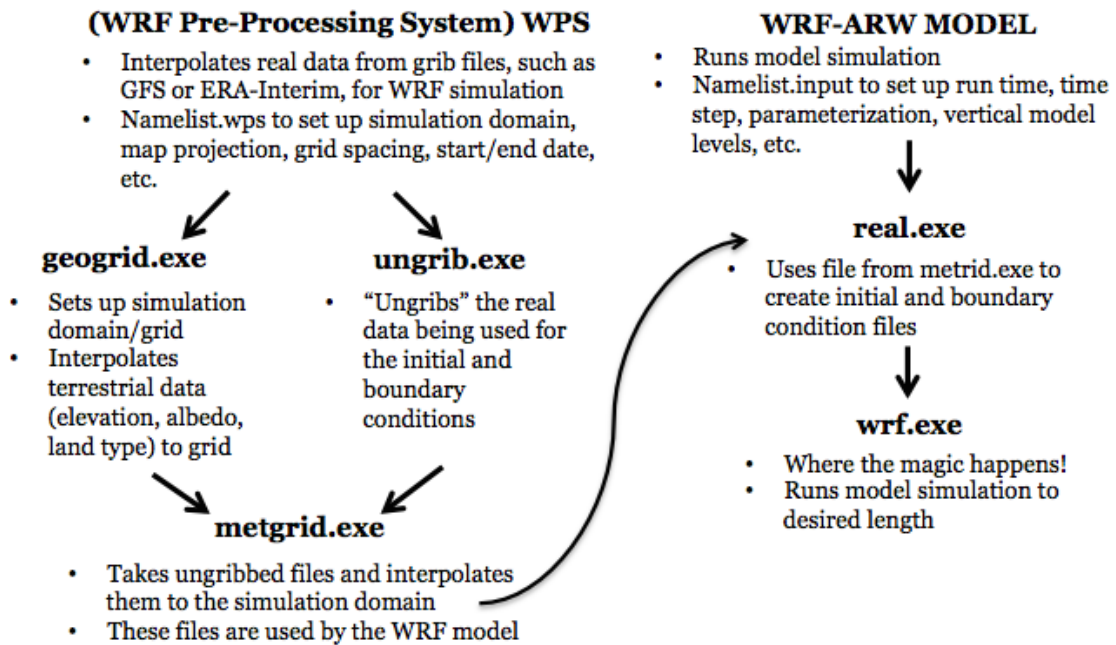 (WRF Pre-Processing System) WPS
• Interpolates real data from grib files, such as
GFS or ERA-Interim, for WRF simulation
• Namelist.wps to set up simulation domain,
map projection, grid spacing, start/end date,
etc.
geogrid.exe
• Sets up simulation
domain/grid
• Interpolates
terrestrial data
(elevation, albedo,
land type) to grid
ungrib.exe
• “Ungribs” the real
data being used for
the initial and
boundary
conditions
metgrid.exe
• Takes ungribbed files and interpolates
them to the simulation domain
• These files are used by the WRF model
WRF-ARW MODEL
• Runs model simulation
• Namelist.input to set up run time, time
step, parameterization, vertical model
levels, etc.
real.exe
• Uses file from metrid.exe to
create initial and boundary
condition files
wrf.exe
• Where the magic happens!
• Runs model simulation to
desired length